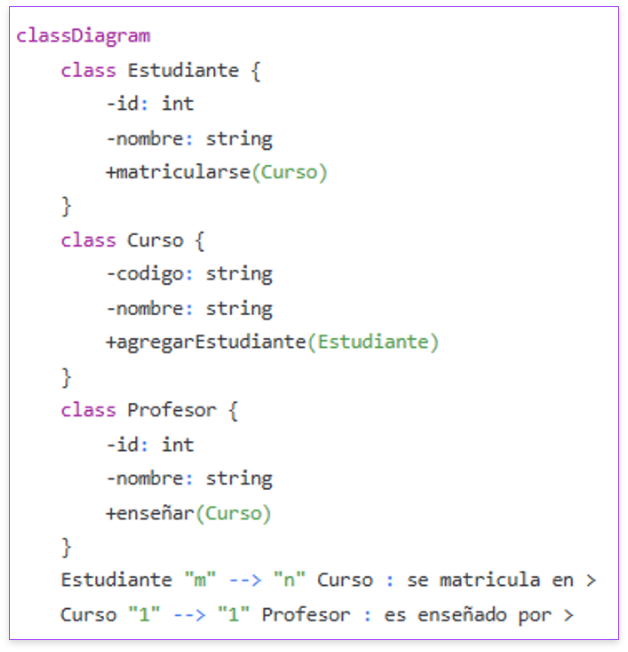 classDiagram
class Estudiante {
-id: int
-nombre: string
+matricularse(Curso)
}
class Curso {
-codigo: string
-nombre: string
+agregarEstudiante(Estudiante)
}
class Profesor {
-id: int
-nombre: string
+enseñar(Curso)
}
Estudiante "m" --> "n" Curso : se matricula en >
Curso "1" --> "1" Profesor : es enseñado por >